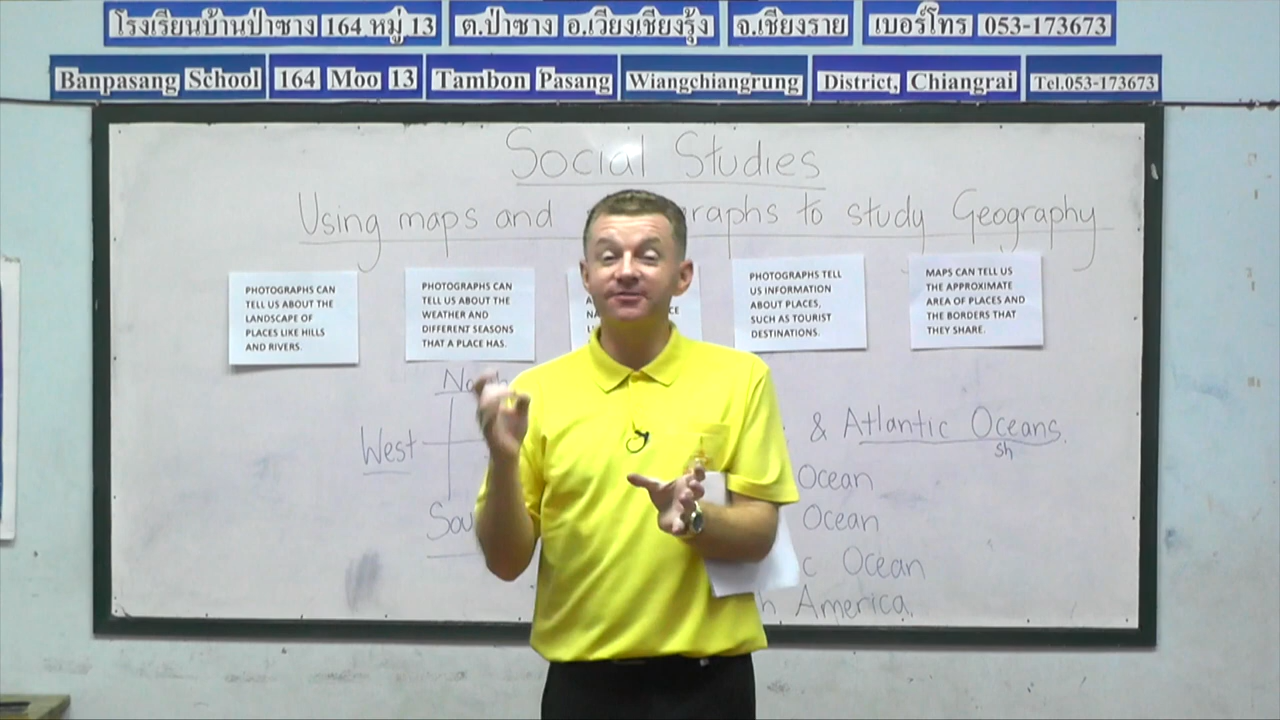 โรงเรียนบ้านป่าซาง 164 หมู่ 13 ต.ป่าซาง อ.เวียงเชียงรุ้ง จ.เชียงราย เบอร์โทร 053-173673
Banpasang School 164 Moo 13 Tambon Pasang Wiangchiangrung District, Chiangrai Tel.053-173673
Social Studies
Using maps and graphs to study Geography
PHOTOGRAPHS CAN
TELL US ABOUT THE
LANDSCAPE OF
PLACES LIKE HILLS
AND RIVERS.
PHOTOGRAPHS CAN
TELL US ABOUT THE
WEATHER AND
DIFFERENT SEASONS
THAT A PLACE HAS.
PHOTOGRAPHS TELL
US INFORMATION
ABOUT PLACES,
SUCH AS TOURIST
DESTINATIONS.
MAPS CAN TELL US
THE APPROXIMATE
AREA OF PLACES AND
THE BORDERS THAT
THEY SHARE.
West
& Atlantic Oceans.
sh
Ocean
Ocean
c Ocean
h America.